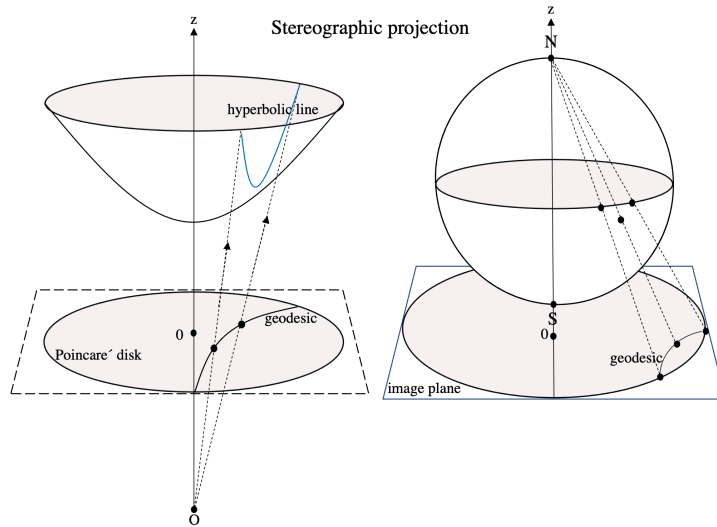 Stereographic projection
z
hyperbolic line
0
geodesic
Poincare´ disk
O
z
N
S
0
geodesic
image plane